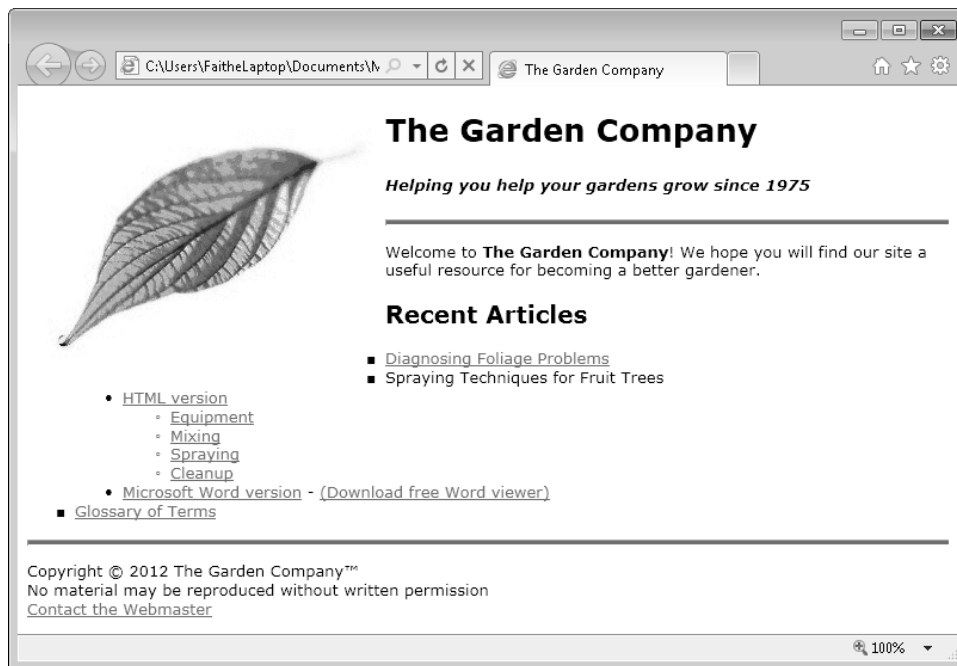 C:\Users\FaitheLaptop\Documents\M
The Garden Company
The Garden Company
Helping you help your gardens grow since 1975
Welcome to The Garden Company! We hope you will find our site a
useful resource for becoming a better gardener.
Recent Articles
Diagnosing Foliage Problems
Spraying Techniques for Fruit Trees
HTML version
Equipment
Mixing
Spraying
Cleanup
Microsoft Word version - (Download free Word viewer)
Glossary of Terms
Copyright © 2012 The Garden Company™
No material may be reproduced without written permission
Contact the Webmaster
100%